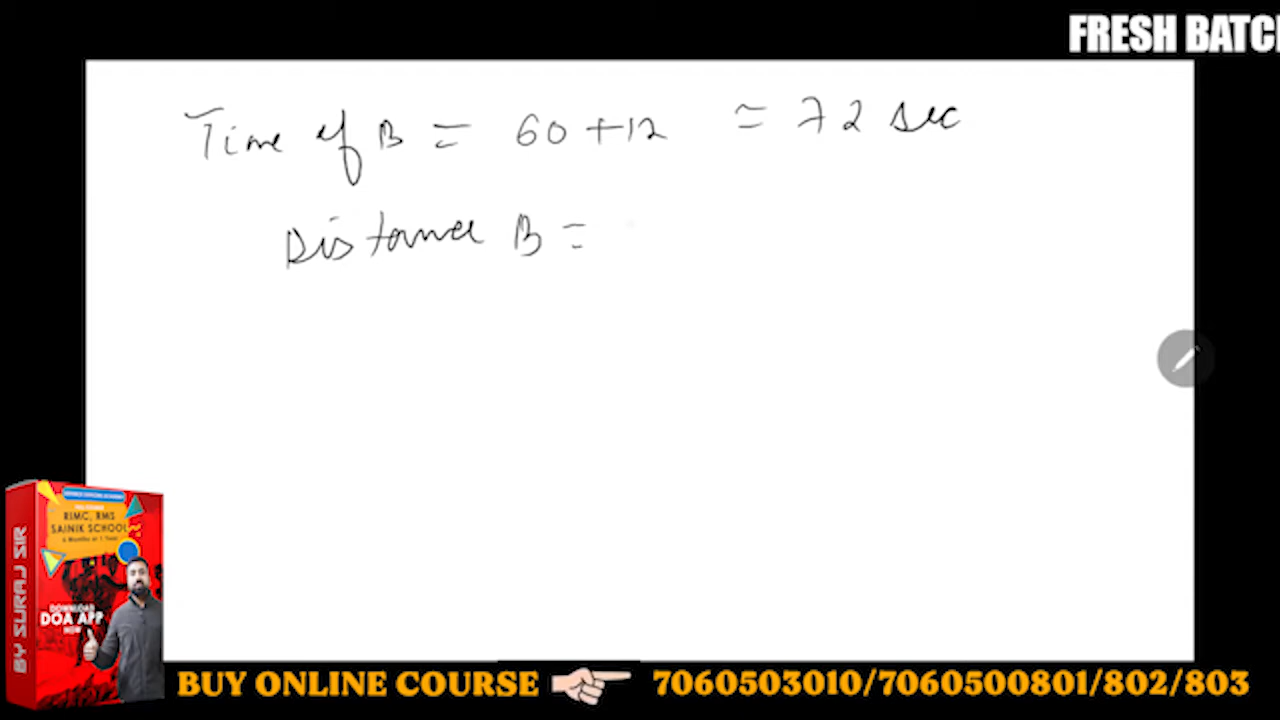 FRESH BATCH
Time of B = 60 + 12 = 72 sec
Distance B =
RIMC, RMS
SAINIK SCHOOL
DOWNLOAD
DOA APP
NOW
BY SURAJ SIR
BUY ONLINE COURSE 7060503010/7060500801/802/803